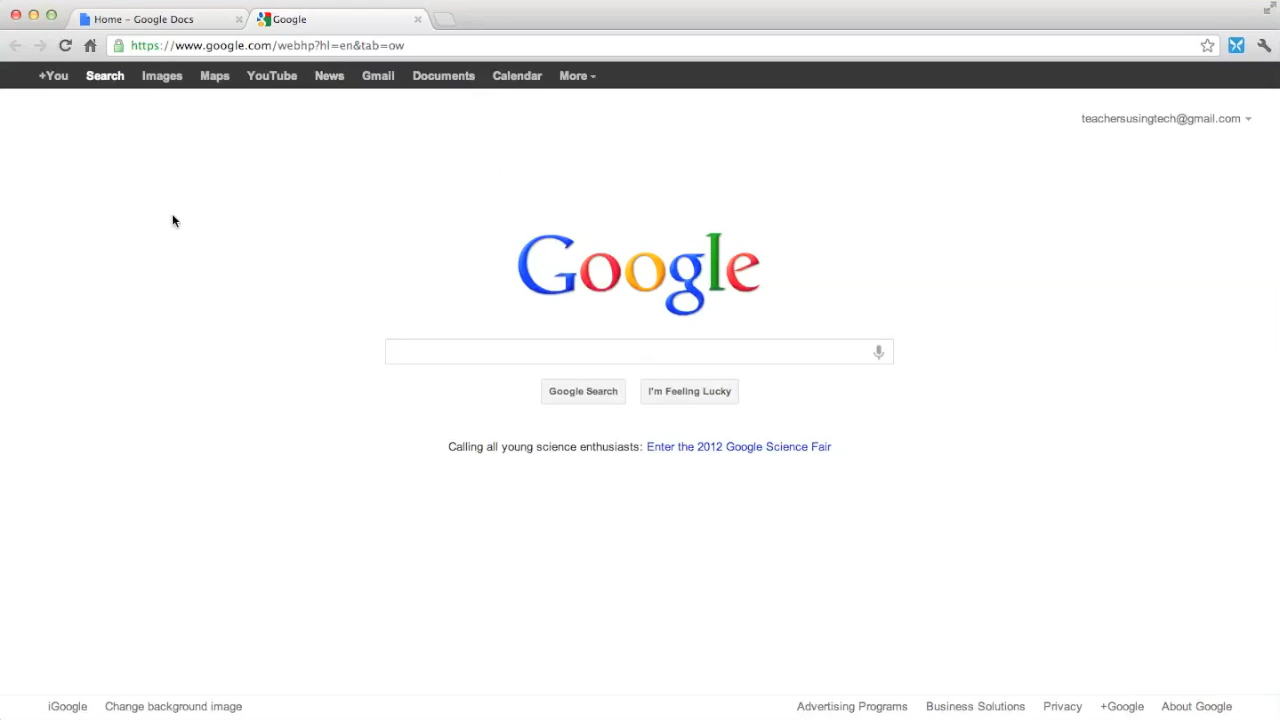 Home – Google Docs
Google
https://www.google.com/webhp?hl=en&tab=ow
+You Search Images Maps YouTube News Gmail Documents Calendar More
teachersusingtech@gmail.com
Google
Google Search I'm Feeling Lucky
Calling all young science enthusiasts: Enter the 2012 Google Science Fair
iGoogle Change background image Advertising Programs Business Solutions Privacy +Google About Google